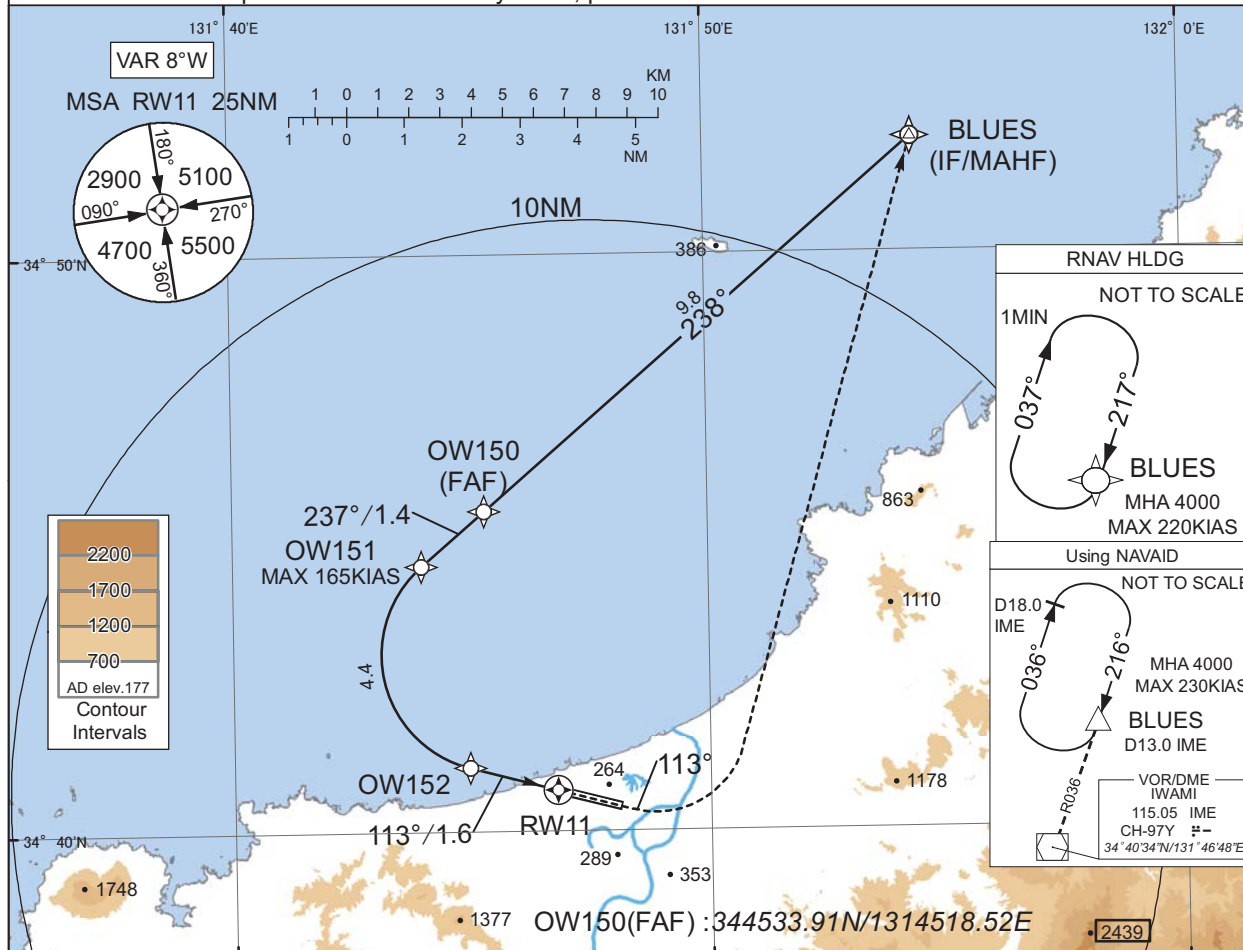 131° 40'E
131° 50'E
132° 0'E
VAR 8°W
MSA RW11 25NM
180°
2900
5100
090°
270°
4700
5500
360°
KM
1 0 1 2 3 4 5 6 7 8 9 10
1 0 1 2 3 4 5
NM
BLUES
(IF/MAHF)
10NM
386
34° 50'N
9.8
238°
RNAV HLDG
NOT TO SCALE
1MIN
037°
217°
BLUES
MHA 4000
MAX 220KIAS
OW150
(FAF)
237°/1.4
OW151
MAX 165KIAS
863
1110
2200
1700
1200
700
AD elev.177
Contour
Intervals
Using NAVAID
NOT TO SCALE
D18.0
IME
036°
216°
MHA 4000
MAX 230KIAS
BLUES
D13.0 IME
R036
VOR/DME
IWAMI
115.05 IME
CH-97Y
34°40'34"N/131°46'48"E
4.4
OW152
264
113°
1178
RW11
113°/1.6
34° 40'N
289
353
1748
1377
OW150(FAF) :344533.91N/1314518.52E
2439